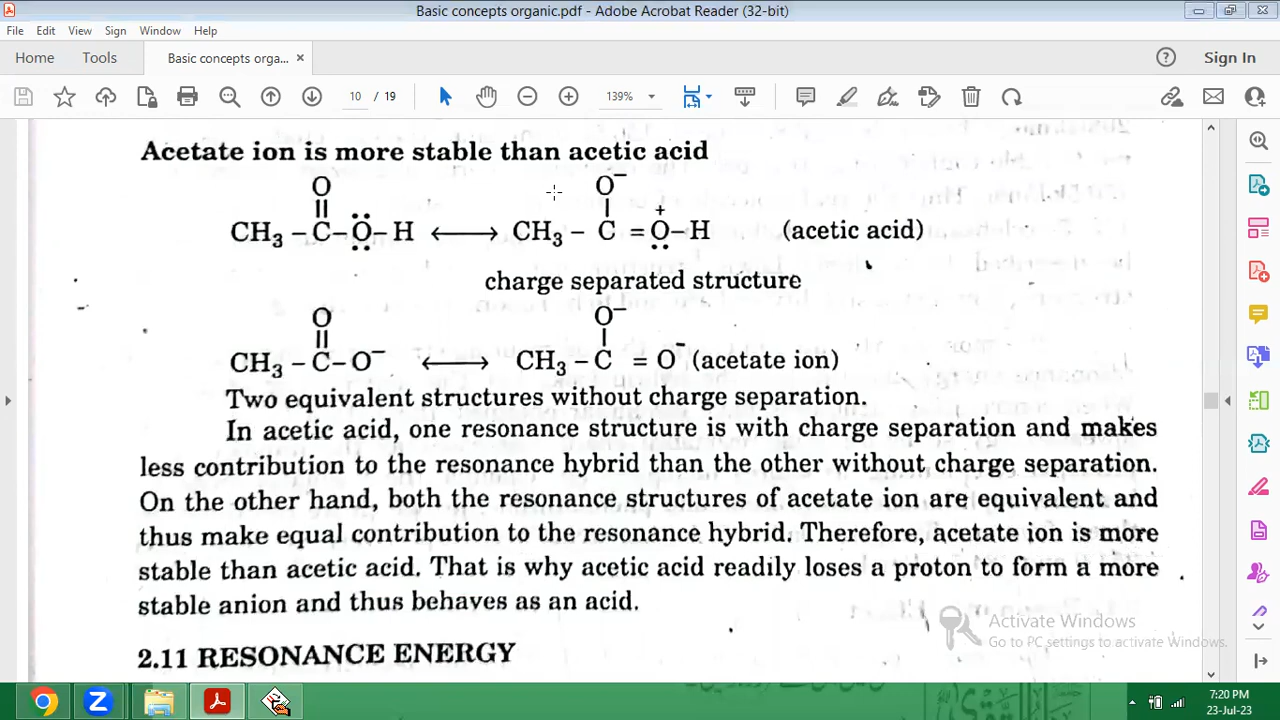 Basic concepts organic.pdf - Adobe Acrobat Reader (32-bit)
File Edit View Sign Window Help
Home Tools Basic concepts orga... × Sign In
10 / 19 139%
Acetate ion is more stable than acetic acid
O O⁻
CH₃ – C – O – H ⟷ CH₃ – C = O⁺ – H (acetic acid)
charge separated structure
O O⁻
CH₃ – C – O⁻ ⟷ CH₃ – C = O⁻ (acetate ion)
Two equivalent structures without charge separation.
In acetic acid, one resonance structure is with charge separation and makes
less contribution to the resonance hybrid than the other without charge separation.
On the other hand, both the resonance structures of acetate ion are equivalent and
thus make equal contribution to the resonance hybrid. Therefore, acetate ion is more
stable than acetic acid. That is why acetic acid readily loses a proton to form a more
stable anion and thus behaves as an acid.
Activate Windows
Go to PC settings to activate Windows.
2.11 RESONANCE ENERGY
7:20 PM
23-Jul-23